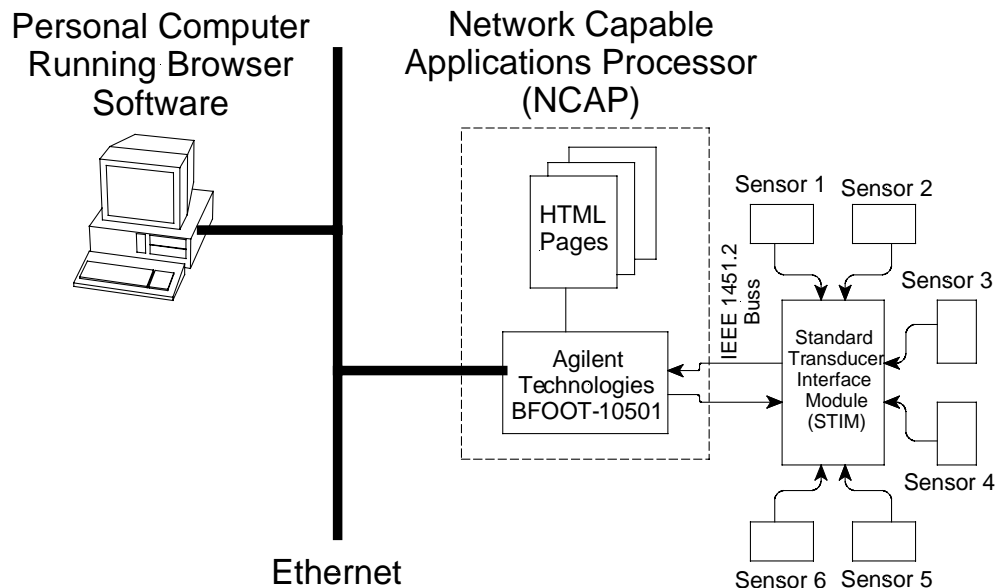 Personal Computer
Running Browser
Software
Network Capable
Applications Processor
(NCAP)
HTML
Pages
Agilent
Technologies
BFOOT-10501
IEEE 1451.2
Buss
Sensor 1
Sensor 2
Sensor 3
Standard
Transducer
Interface
Module
(STIM)
Sensor 4
Sensor 6
Sensor 5
Ethernet